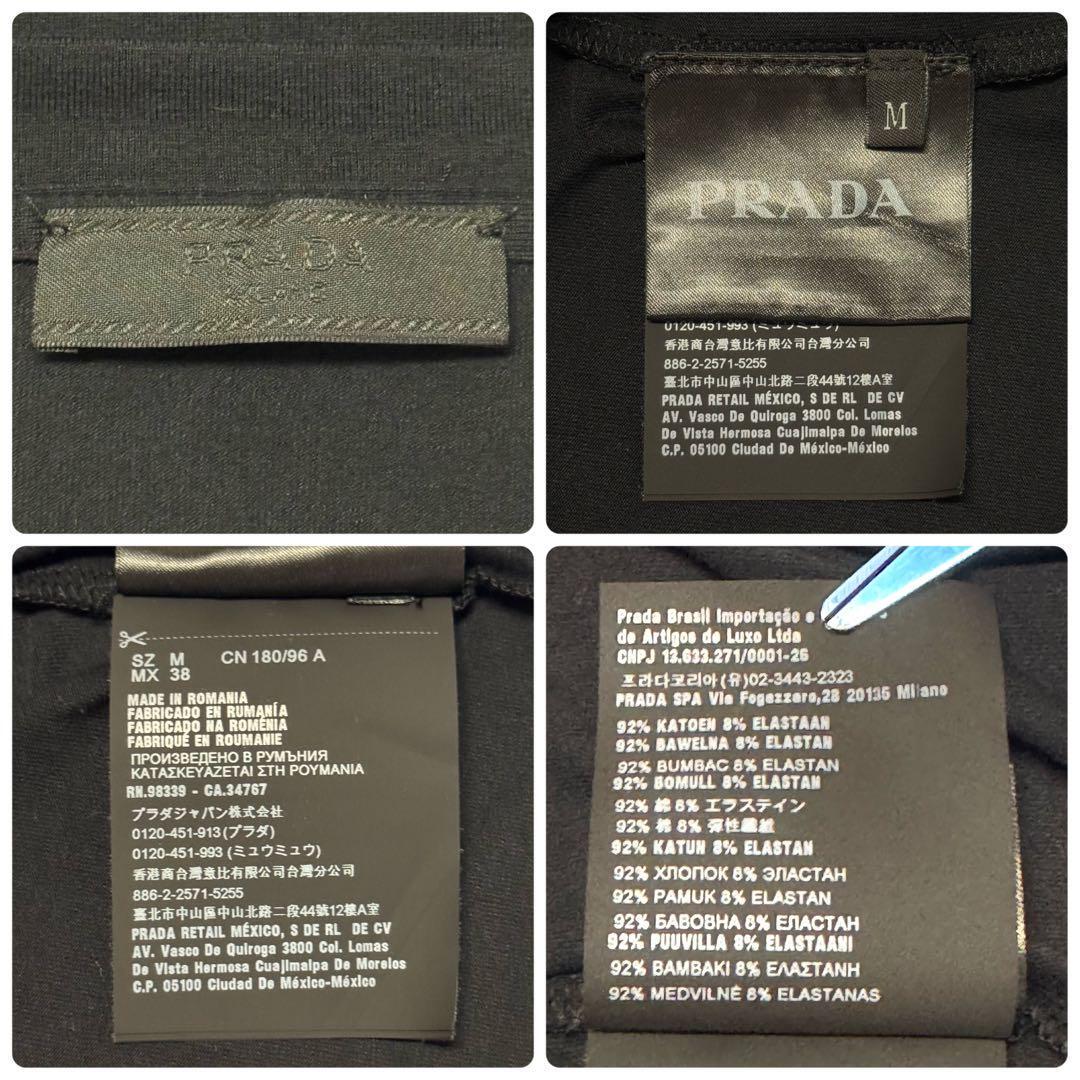 PRADA
MILANO
M
PRADA
0120-451-993 (ミュウミュウ)
香港商台灣意比有限公司台灣分公司
886-2-2571-5255
臺北市中山區中山北路二段44號12樓A室
PRADA RETAIL MÉXICO, S DE RL DE CV
AV. Vasco De Quiroga 3800 Col. Lomas
De Vista Hermosa Cuajimalpa De Morelos
C.P. 05100 Ciudad De México-México
SZ M CN 180/96 A
MX 38
MADE IN ROMANIA
FABRICADO EN RUMANÍA
FABRICADO NA ROMÉNIA
FABRIQUÉ EN ROUMANIE
ПРОИЗВЕДЕНО В РУМЪНИЯ
ΚΑΤΑΣΚΕΥΑΖΕΤΑΙ ΣΤΗ ΡΟΥΜΑΝΙΑ
RN.98339 - CA.34767
プラダジャパン株式会社
0120-451-913 (プラダ)
0120-451-993 (ミュウミュウ)
香港商台灣意比有限公司台灣分公司
886-2-2571-5255
臺北市中山區中山北路二段44號12樓A室
PRADA RETAIL MÉXICO, S DE RL DE CV
AV. Vasco De Quiroga 3800 Col. Lomas
De Vista Hermosa Cuajimalpa De Morelos
C.P. 05100 Ciudad De México-México
Prada Brasil Importação e
de Artigos de Luxo Ltda
CNPJ 13.633.271/0001-26
프라다코리아(유)02-3443-2323
PRADA SPA Via Fogazzaro,28 20135 Milano
92% KATOEN 8% ELASTAAN
92% BAWEŁNA 8% ELASTAN
92% BUMBAC 8% ELASTAN
92% BOMULL 8% ELASTAN
92% 綿 8% エラステイン
92% 棉 8% 彈性纖維
92% KATUN 8% ELASTAN
92% ХЛОПОК 8% ЭЛАСТАН
92% PAMUK 8% ELASTAN
92% БАВОВНА 8% ЕЛАСТАН
92% PUUVILLA 8% ELASTAANI
92% ΒΑΜΒΑΚΙ 8% ΕΛΑΣΤΑΝΗ
92% MEDVILNĖ 8% ELASTANAS